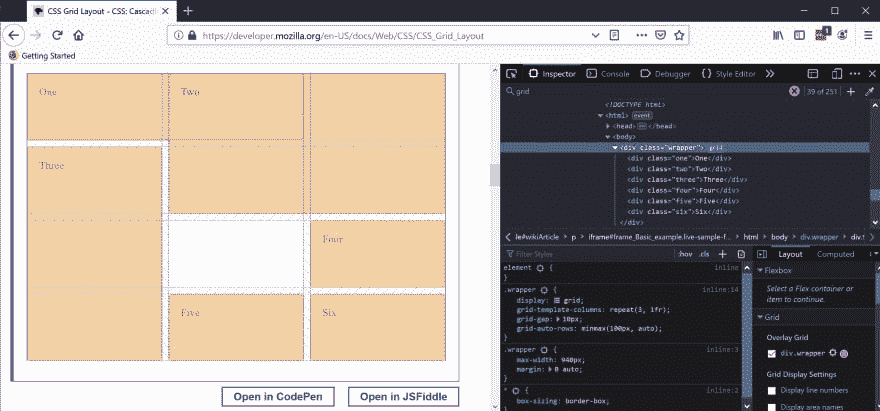 CSS Grid Layout - CSS: Cascad
https://developer.mozilla.org/en-US/docs/Web/CSS/CSS_Grid_Layout
Getting Started
One
Two
Three
Four
Five
Six
Open in CodePen
Open in JSFiddle
Inspector
Console
Debugger
Style Editor
grid
39 of 251
<!DOCTYPE html>
<html> event
<head> </head>
<body>
<div class="wrapper"> grid
<div class="one">One</div>
<div class="two">Two</div>
<div class="three">Three</div>
<div class="four">Four</div>
<div class="five">Five</div>
<div class="six">Six</div>
</div>
le#wikiArticle > p > iframe#frame_Basic_example.live-sample-f… > html > body > div.wrapper > div.t
Filter Styles
:hov .cls +
element { inline
}
.wrapper { inline:14
display: grid;
grid-template-columns: repeat(3, 1fr);
grid-gap: 10px;
grid-auto-rows: minmax(100px, auto);
}
.wrapper { inline:3
max-width: 940px;
margin: 0 auto;
}
* { inline:2
box-sizing: border-box;
Layout
Computed
Flexbox
Select a Flex container or
item to continue.
Grid
Overlay Grid
div.wrapper
Grid Display Settings
Display line numbers
Display area names